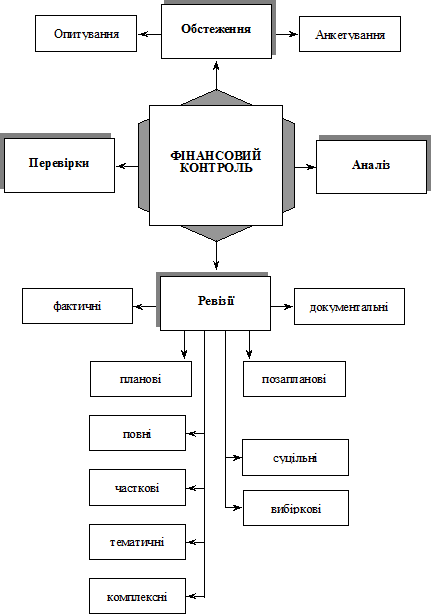 Обстеження
Опитування
Анкетування
ФІНАНСОВИЙ
КОНТРОЛЬ
Перевірки
Аналіз
Ревізії
фактичні
документальні
планові
позапланові
повні
суцільні
часткові
вибіркові
тематичні
комплексні